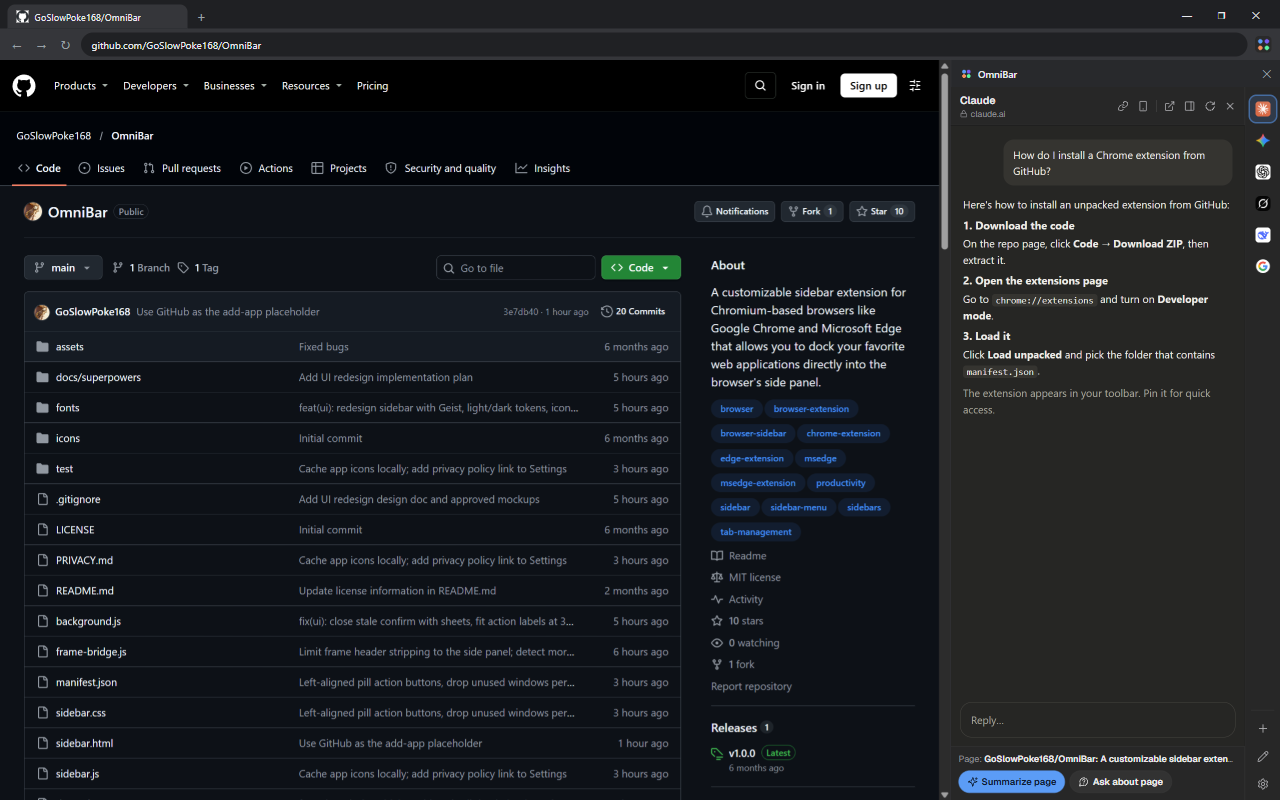 GoSlowPoke168/OmniBar
github.com/GoSlowPoke168/OmniBar
Products
Developers
Businesses
Resources
Pricing
Sign in
Sign up
GoSlowPoke168 / OmniBar
Code
Issues
Pull requests
Actions
Projects
Security and quality
Insights
OmniBar Public
Notifications
Fork 1
Star 10
main
1 Branch
1 Tag
Go to file
Code
GoSlowPoke168 Use GitHub as the add-app placeholder 3e7db40 · 1 hour ago 20 Commits
assets Fixed bugs 6 months ago
docs/superpowers Add UI redesign implementation plan 5 hours ago
fonts feat(ui): redesign sidebar with Geist, light/dark tokens, icon... 5 hours ago
icons Initial commit 6 months ago
test Cache app icons locally; add privacy policy link to Settings 3 hours ago
.gitignore Add UI redesign design doc and approved mockups 5 hours ago
LICENSE Initial commit 6 months ago
PRIVACY.md Cache app icons locally; add privacy policy link to Settings 3 hours ago
README.md Update license information in README.md 2 months ago
background.js fix(ui): close stale confirm with sheets, fit action labels at 3... 5 hours ago
frame-bridge.js Limit frame header stripping to the side panel; detect mor... 6 hours ago
manifest.json Left-aligned pill action buttons, drop unused windows per... 3 hours ago
sidebar.css Left-aligned pill action buttons, drop unused windows per... 3 hours ago
sidebar.html Use GitHub as the add-app placeholder 1 hour ago
sidebar.js Cache app icons locally; add privacy policy link to Settings 3 hours ago
About
A customizable sidebar extension for
Chromium-based browsers like
Google Chrome and Microsoft Edge
that allows you to dock your favorite
web applications directly into the
browser's side panel.
browser browser-extension
browser-sidebar chrome-extension
edge-extension msedge
msedge-extension productivity
sidebar sidebar-menu sidebars
tab-management
Readme
MIT license
Activity
10 stars
0 watching
1 fork
Report repository
Releases 1
v1.0.0 Latest
6 months ago
OmniBar
Claude
claude.ai
How do I install a Chrome extension from
GitHub?
Here's how to install an unpacked extension from GitHub:
1. Download the code
On the repo page, click Code → Download ZIP, then
extract it.
2. Open the extensions page
Go to chrome://extensions and turn on Developer
mode.
3. Load it
Click Load unpacked and pick the folder that contains
manifest.json.
The extension appears in your toolbar. Pin it for quick
access.
Reply...
Page: GoSlowPoke168/OmniBar: A customizable sidebar exten...
Summarize page
Ask about page